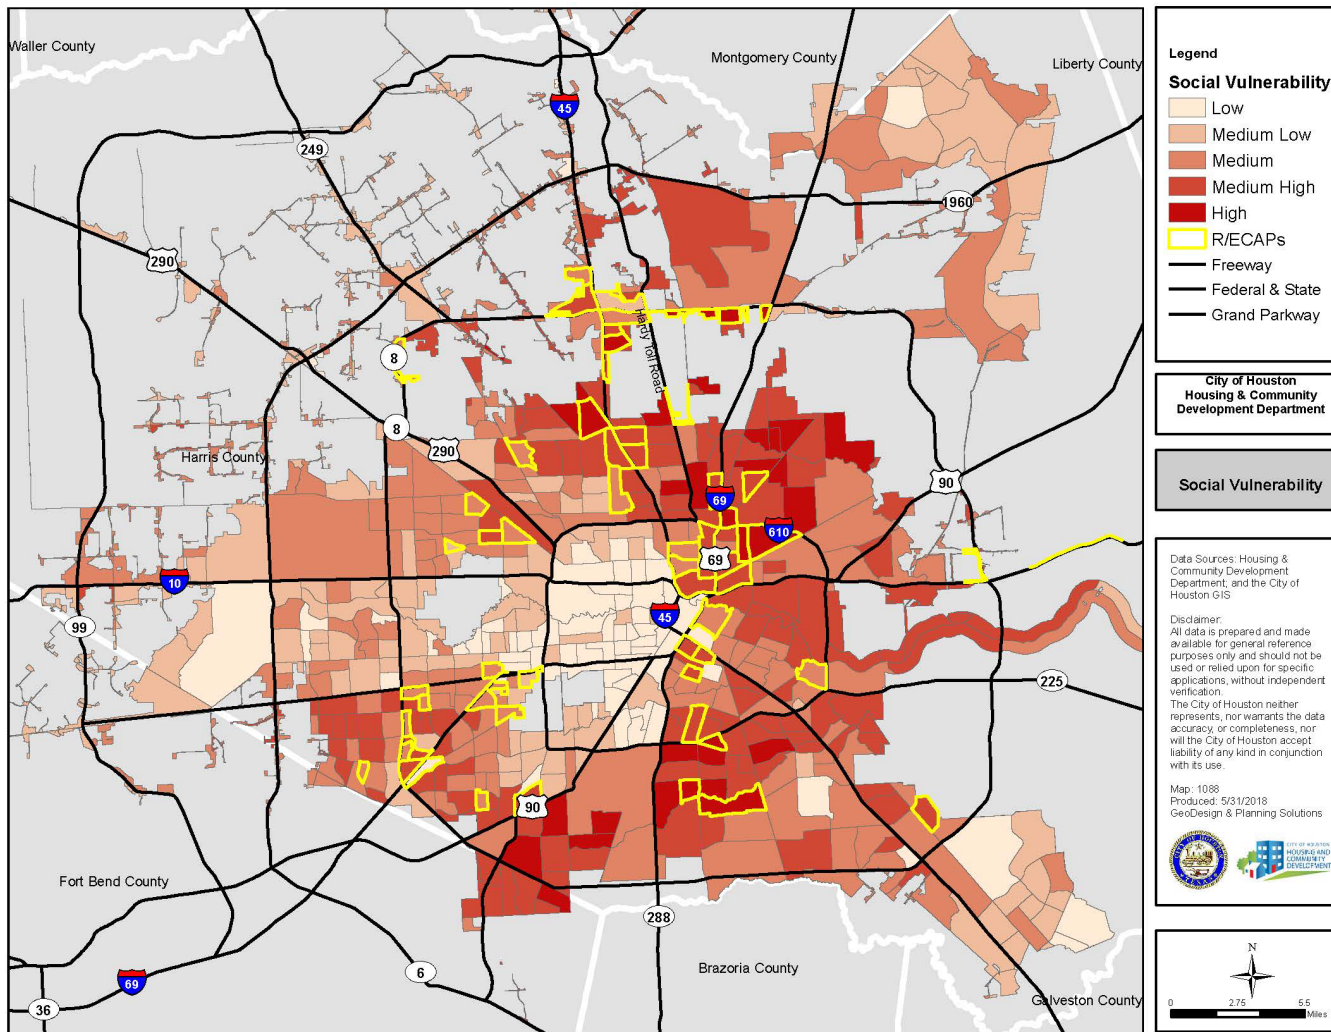 Waller County
Montgomery County
Liberty County
45
249
1960
290
Hardy Toll Road
8
8
290
Harris County
90
69
610
69
10
45
99
225
90
Fort Bend County
288
6
Brazoria County
69
36
Galveston County
Legend
Social Vulnerability
Low
Medium Low
Medium
Medium High
High
R/ECAPs
Freeway
Federal & State
Grand Parkway
City of Houston
Housing & Community
Development Department
Social Vulnerability
Data Sources: Housing &
Community Development
Department; and the City of
Houston GIS
Disclaimer:
All data is prepared and made
available for general reference
purposes only and should not be
used or relied upon for specific
applications, without independent
verification.
The City of Houston neither
represents, nor warrants the data
accuracy, or completeness, nor
will the City of Houston accept
liability of any kind in conjunction
with its use.
Map: 1088
Produced: 5/31/2018
GeoDesign & Planning Solutions
CITY OF HOUSTON
HOUSING AND
COMMUNITY
DEVELOPMENT
N
0 2.75 5.5
Miles